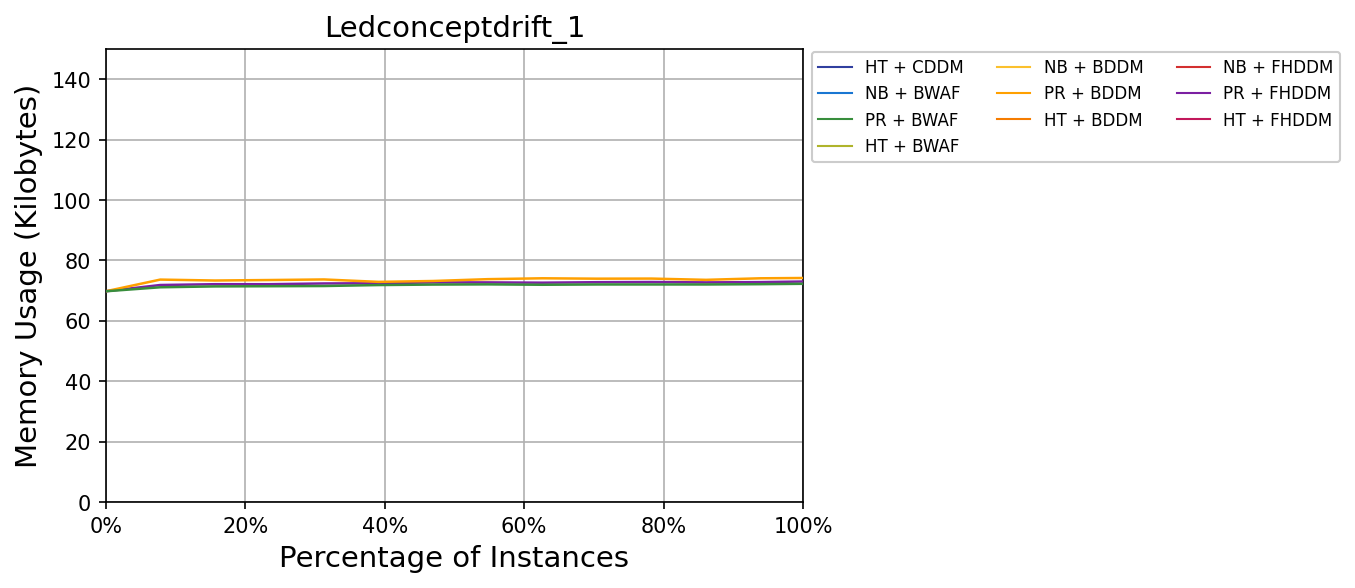 Ledconceptdrift_1
Memory Usage (Kilobytes)
140
120
100
80
60
40
20
0
0% 20% 40% 60% 80% 100%
Percentage of Instances
HT + CDDM NB + BDDM NB + FHDDM
NB + BWAF PR + BDDM PR + FHDDM
PR + BWAF HT + BDDM HT + FHDDM
HT + BWAF